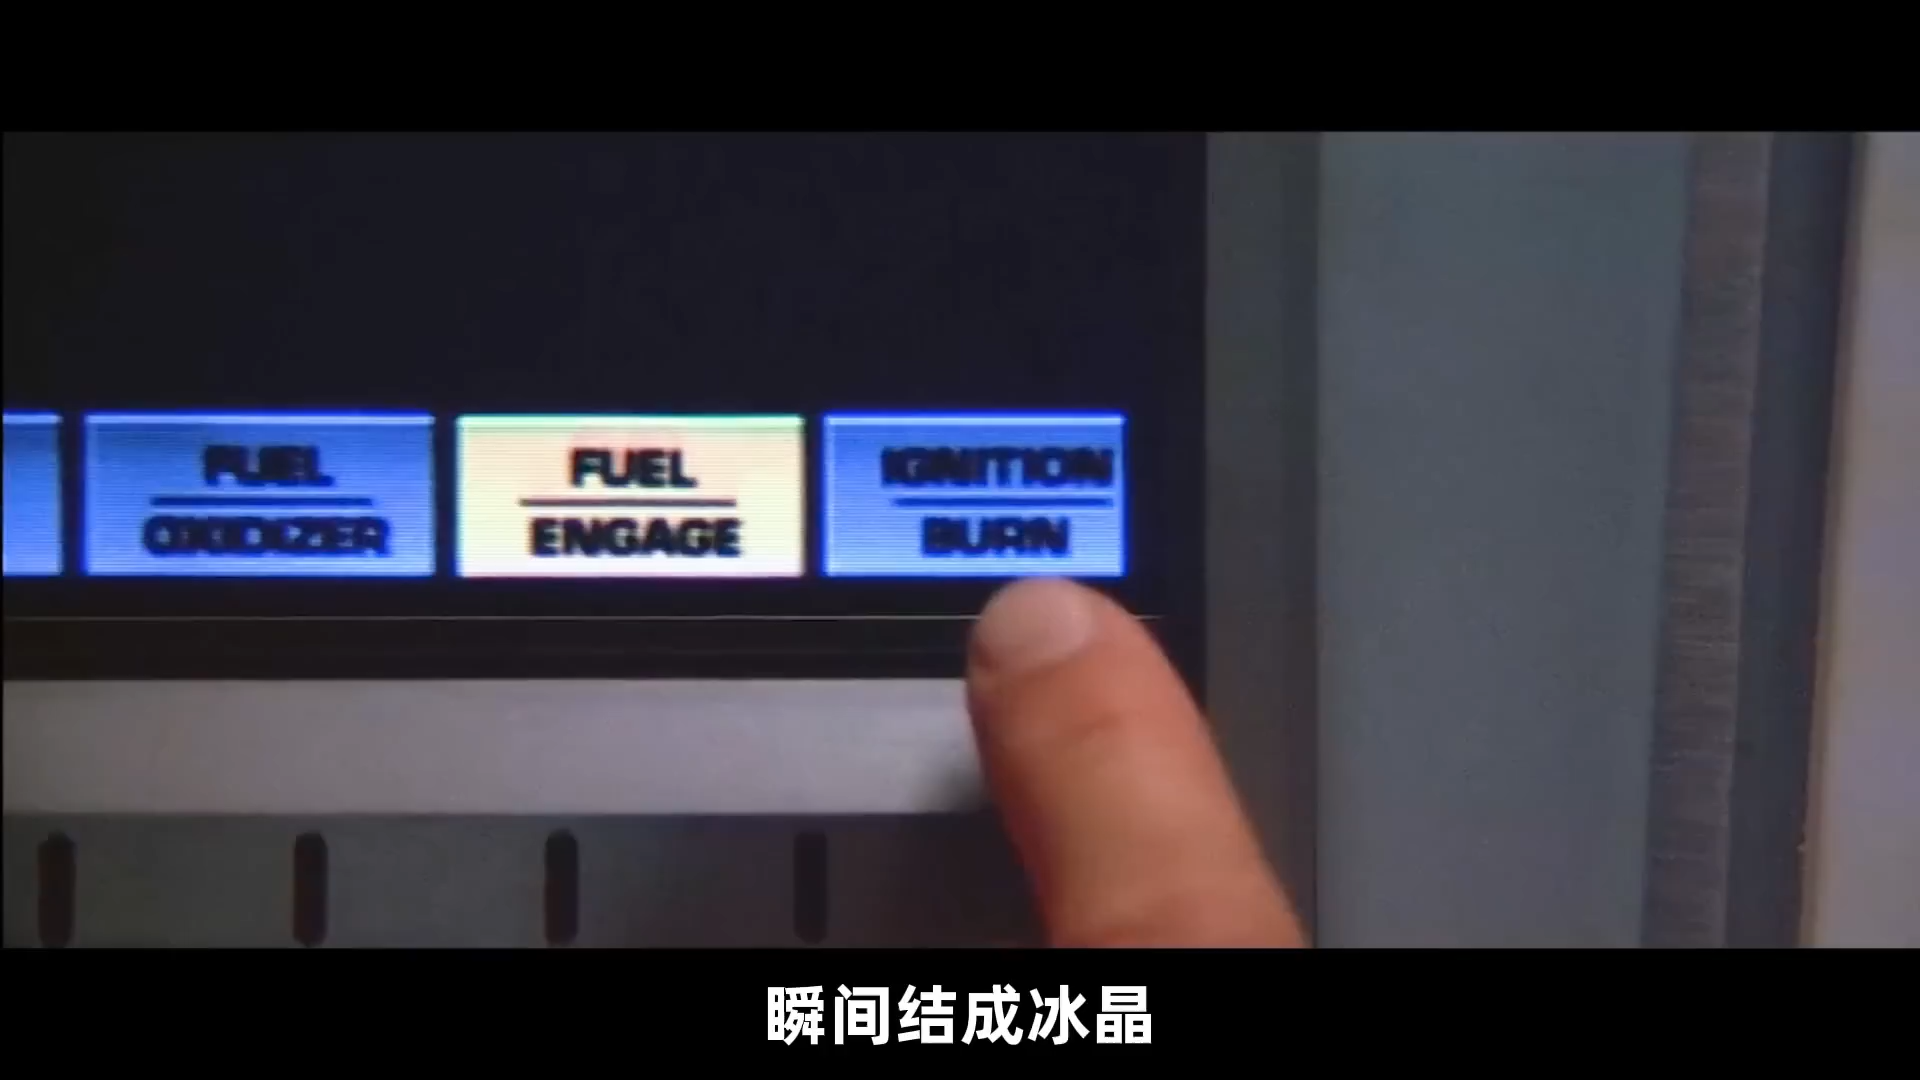 FUEL
OXIDIZER
FUEL
ENGAGE
IGNITION
BURN
瞬间结成冰晶